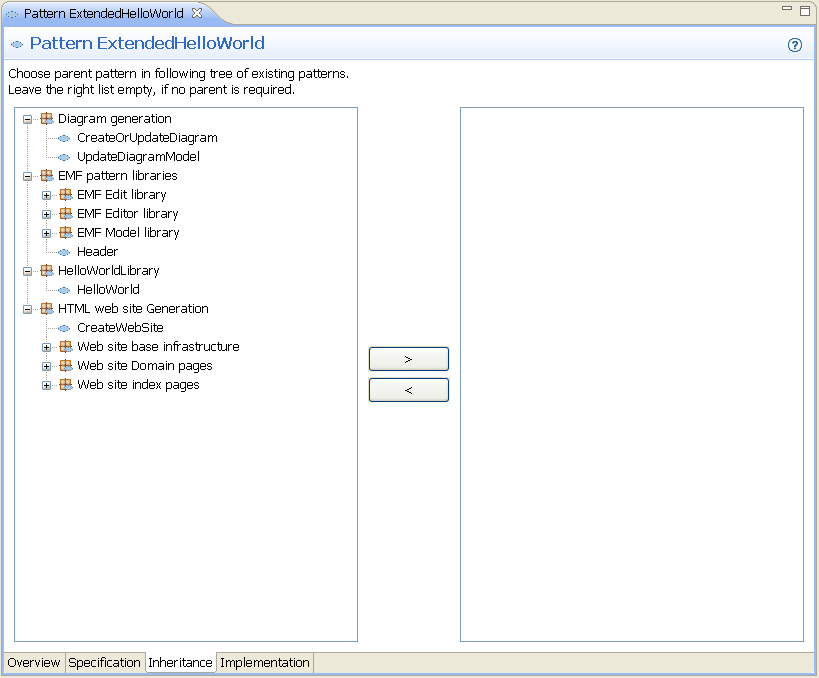 Pattern ExtendedHelloWorld
Pattern ExtendedHelloWorld
Choose parent pattern in following tree of existing patterns.
Leave the right list empty, if no parent is required.
Diagram generation
CreateOrUpdateDiagram
UpdateDiagramModel
EMF pattern libraries
EMF Edit library
EMF Editor library
EMF Model library
Header
HelloWorldLibrary
HelloWorld
HTML web site Generation
CreateWebSite
Web site base infrastructure
Web site Domain pages
Web site index pages
>
<
Overview Specification Inheritance Implementation